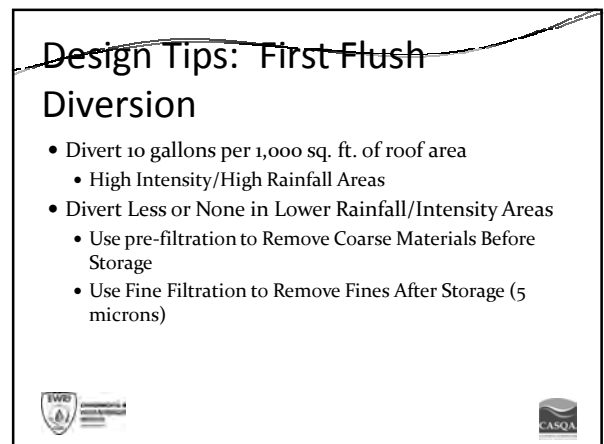 Design Tips: First Flush
Diversion
• Divert 10 gallons per 1,000 sq. ft. of roof area
• High Intensity/High Rainfall Areas
• Divert Less or None in Lower Rainfall/Intensity Areas
• Use pre-filtration to Remove Coarse Materials Before
Storage
• Use Fine Filtration to Remove Fines After Storage (5
microns)
EWRI
CASQA